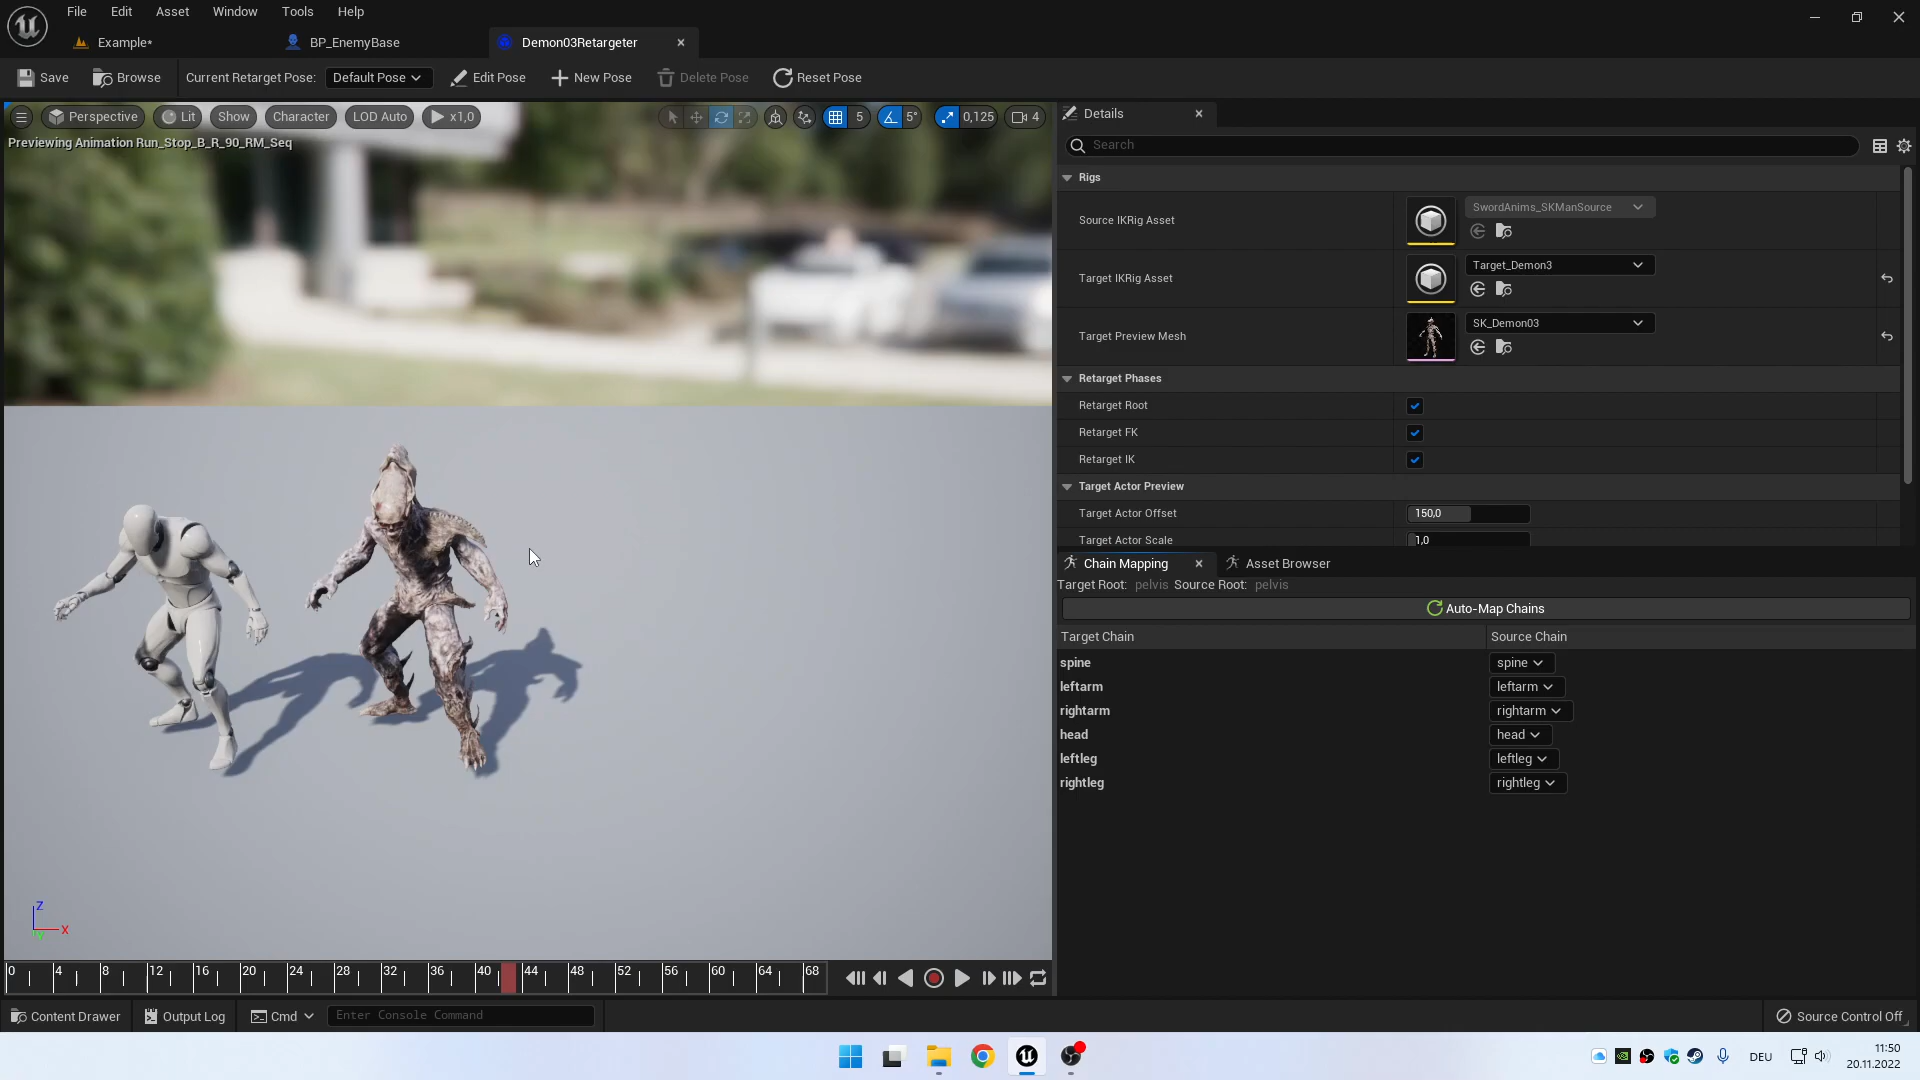 File Edit Asset Window Tools Help
Example* BP_EnemyBase Demon03Retargeter
Save Browse Current Retarget Pose: Default Pose Edit Pose New Pose Delete Pose Reset Pose
Perspective Lit Show Character LOD Auto x1,0 5 5° 0,125 4
Previewing Animation Run_Stop_B_R_90_RM_Seq
Details
Search
Rigs
Source IKRig Asset SwordAnims_SKManSource
Target IKRig Asset Target_Demon3
Target Preview Mesh SK_Demon03
Retarget Phases
Retarget Root
Retarget FK
Retarget IK
Target Actor Preview
Target Actor Offset 150,0
Target Actor Scale 1,0
Chain Mapping Asset Browser
Target Root: pelvis Source Root: pelvis
Auto-Map Chains
Target Chain Source Chain
spine spine
leftarm leftarm
rightarm rightarm
head head
leftleg leftleg
rightleg rightleg
Z
X
Y
0 4 8 12 16 20 24 28 32 36 40 44 48 52 56 60 64 68
Content Drawer Output Log Cmd Enter Console Command Source Control Off
DEU 11:50
20.11.2022